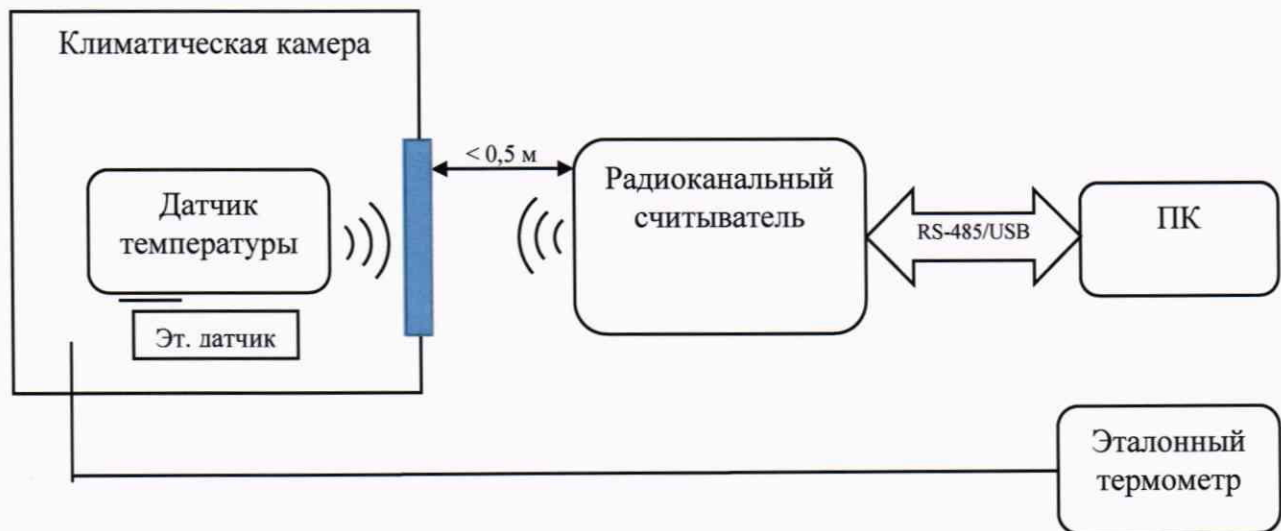 Климатическая камера
Датчик
температуры
Эт. датчик
< 0,5 м
Радиоканальный
считыватель
RS-485/USB
ПК
Эталонный
термометр